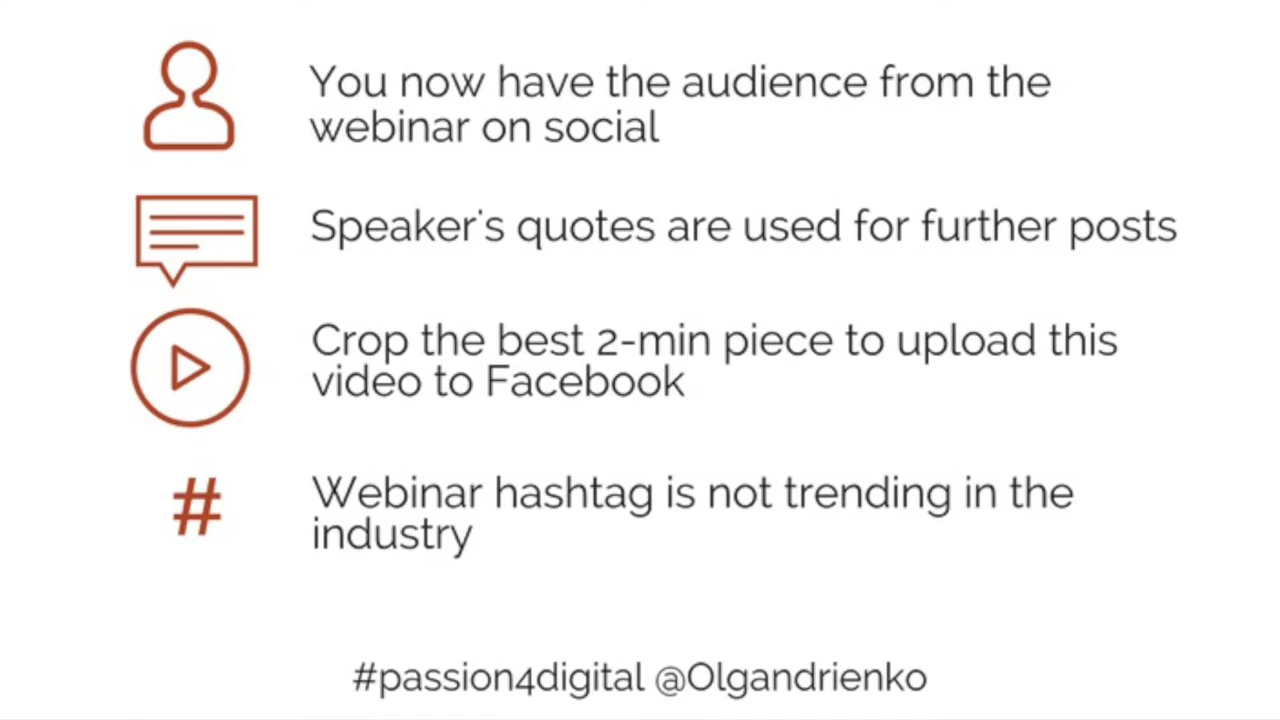 You now have the audience from the
webinar on social
Speaker's quotes are used for further posts
Crop the best 2-min piece to upload this
video to Facebook
#
Webinar hashtag is not trending in the
industry
#passion4digital @Olgandrienko